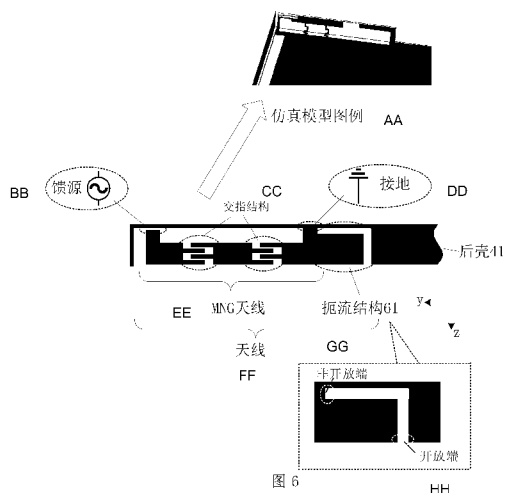 仿真模型图例
AA
BB
馈源
CC
交指结构
接地
DD
后壳41
EE
MNG天线
扼流结构61
y
z
天线
FF
GG
非开放端
开放端
图 6
HH